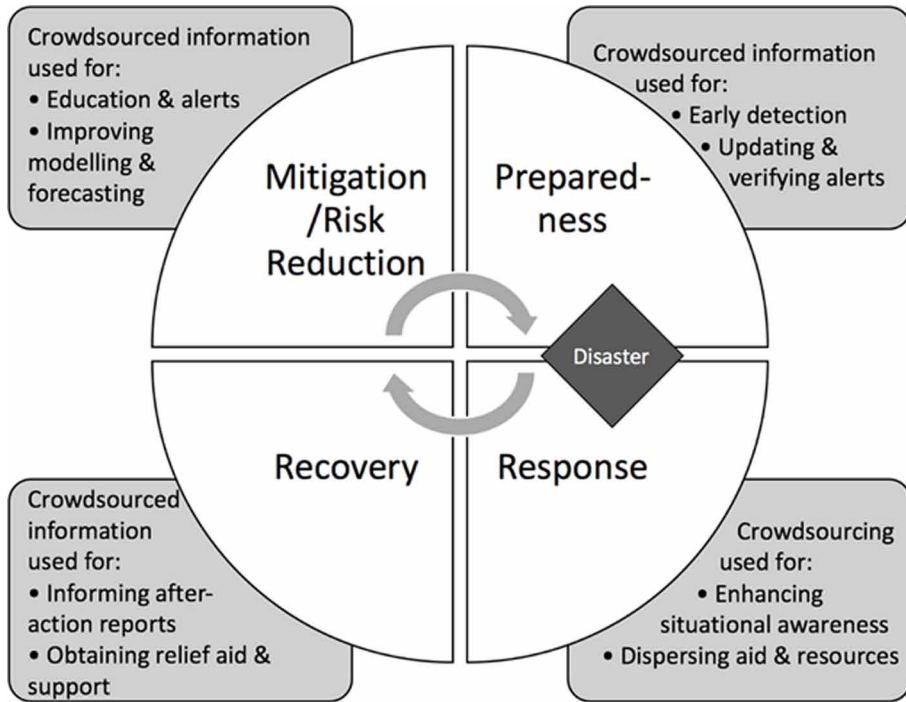 Crowdsourced information
used for:
• Education & alerts
• Improving
modelling &
forecasting
Crowdsourced information
used for:
• Early detection
• Updating &
verifying alerts
Mitigation
/Risk
Reduction
Prepared-
ness
Disaster
Recovery
Response
Crowdsourced
information
used for:
• Informing after-
action reports
• Obtaining relief aid &
support
Crowdsourcing
used for:
• Enhancing
situational awareness
• Dispersing aid & resources